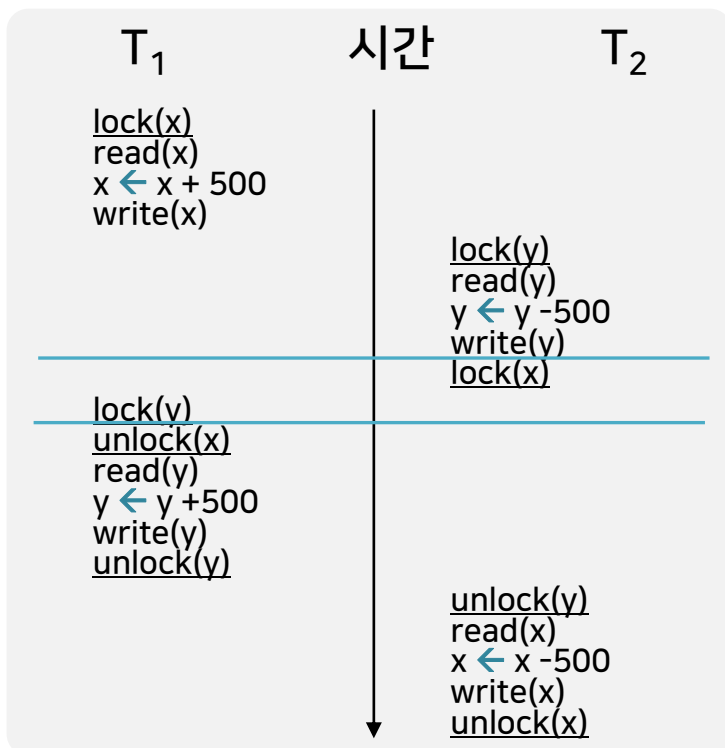 T1 시간 T2
lock(x)
read(x)
x ← x + 500
write(x)
lock(y)
read(y)
y ← y -500
write(y)
lock(x)
lock(y)
unlock(x)
read(y)
y ← y +500
write(y)
unlock(y)
unlock(y)
read(x)
x ← x -500
write(x)
unlock(x)